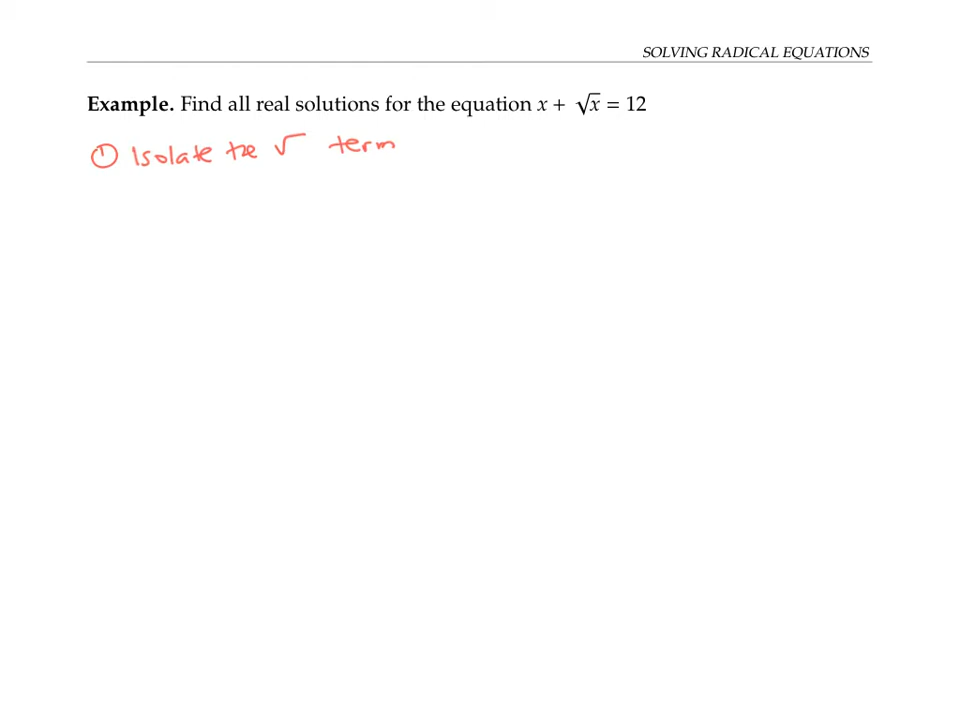 SOLVING RADICAL EQUATIONS
Example. Find all real solutions for the equation x + √x = 12
① Isolate the √ term